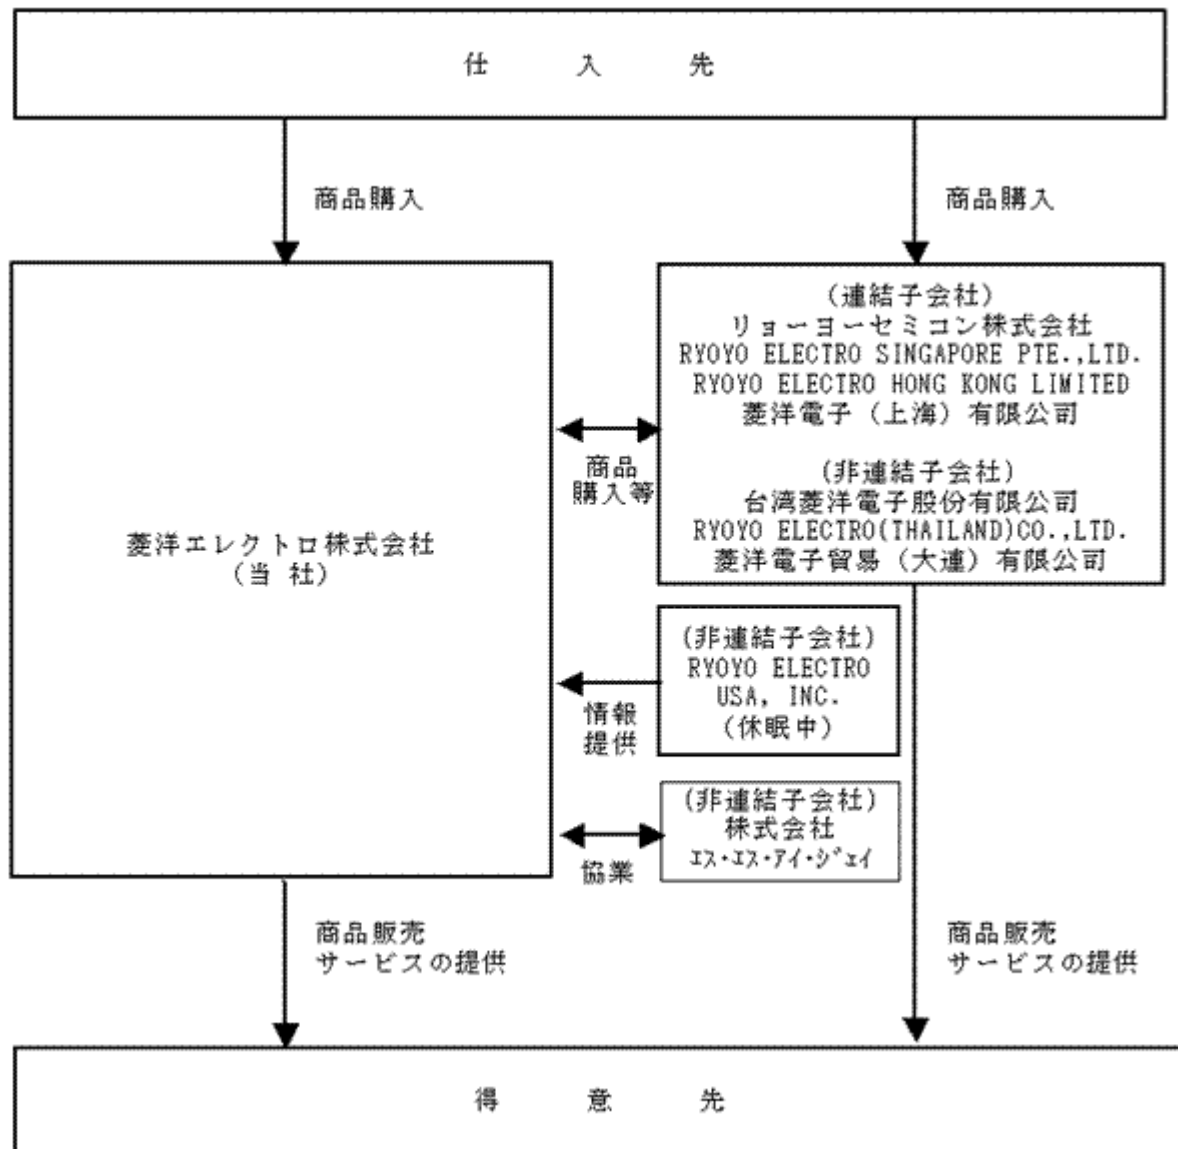 仕入先
商品購入
商品購入
(連結子会社)
リョーヨーセミコン株式会社
RYOYO ELECTRO SINGAPORE PTE.,LTD.
RYOYO ELECTRO HONG KONG LIMITED
菱洋電子（上海）有限公司
(非連結子会社)
台湾菱洋電子股份有限公司
RYOYO ELECTRO(THAILAND)CO.,LTD.
菱洋電子貿易（大連）有限公司
商品
購入等
菱洋エレクトロ株式会社
(当 社)
(非連結子会社)
RYOYO ELECTRO
USA, INC.
(休眠中)
情報
提供
(非連結子会社)
株式会社
ｴｽ・ｴｽ・ｱｲ・ｼﾞｪｲ
協業
商品販売
サービスの提供
商品販売
サービスの提供
得意先